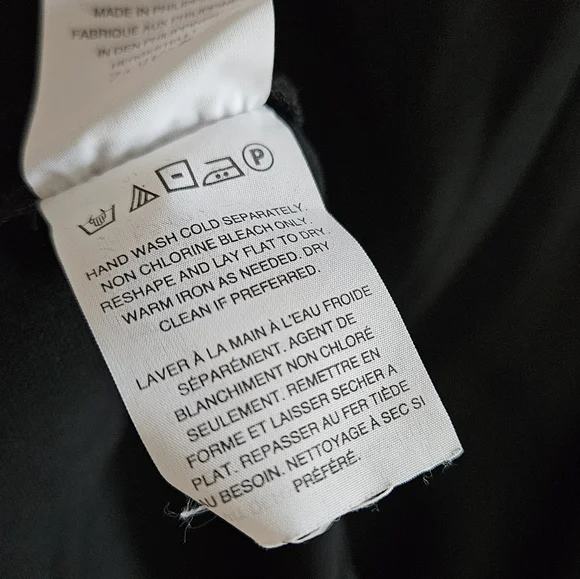 MADE IN
FABRIQUE AUX
IN DEN
P
HAND WASH COLD SEPARATELY.
NON CHLORINE BLEACH ONLY.
RESHAPE AND LAY FLAT TO DRY.
WARM IRON AS NEEDED. DRY
CLEAN IF PREFERRED.
LAVER À LA MAIN À L'EAU FROIDE
SÉPARÉMENT. AGENT DE
BLANCHIMENT NON CHLORÉ
SEULEMENT. REMETTRE EN
FORME ET LAISSER SECHER A
PLAT. REPASSER AU FER TIÈDE
AU BESOIN. NETTOYAGE À SEC SI
PRÉFÉRÉ.